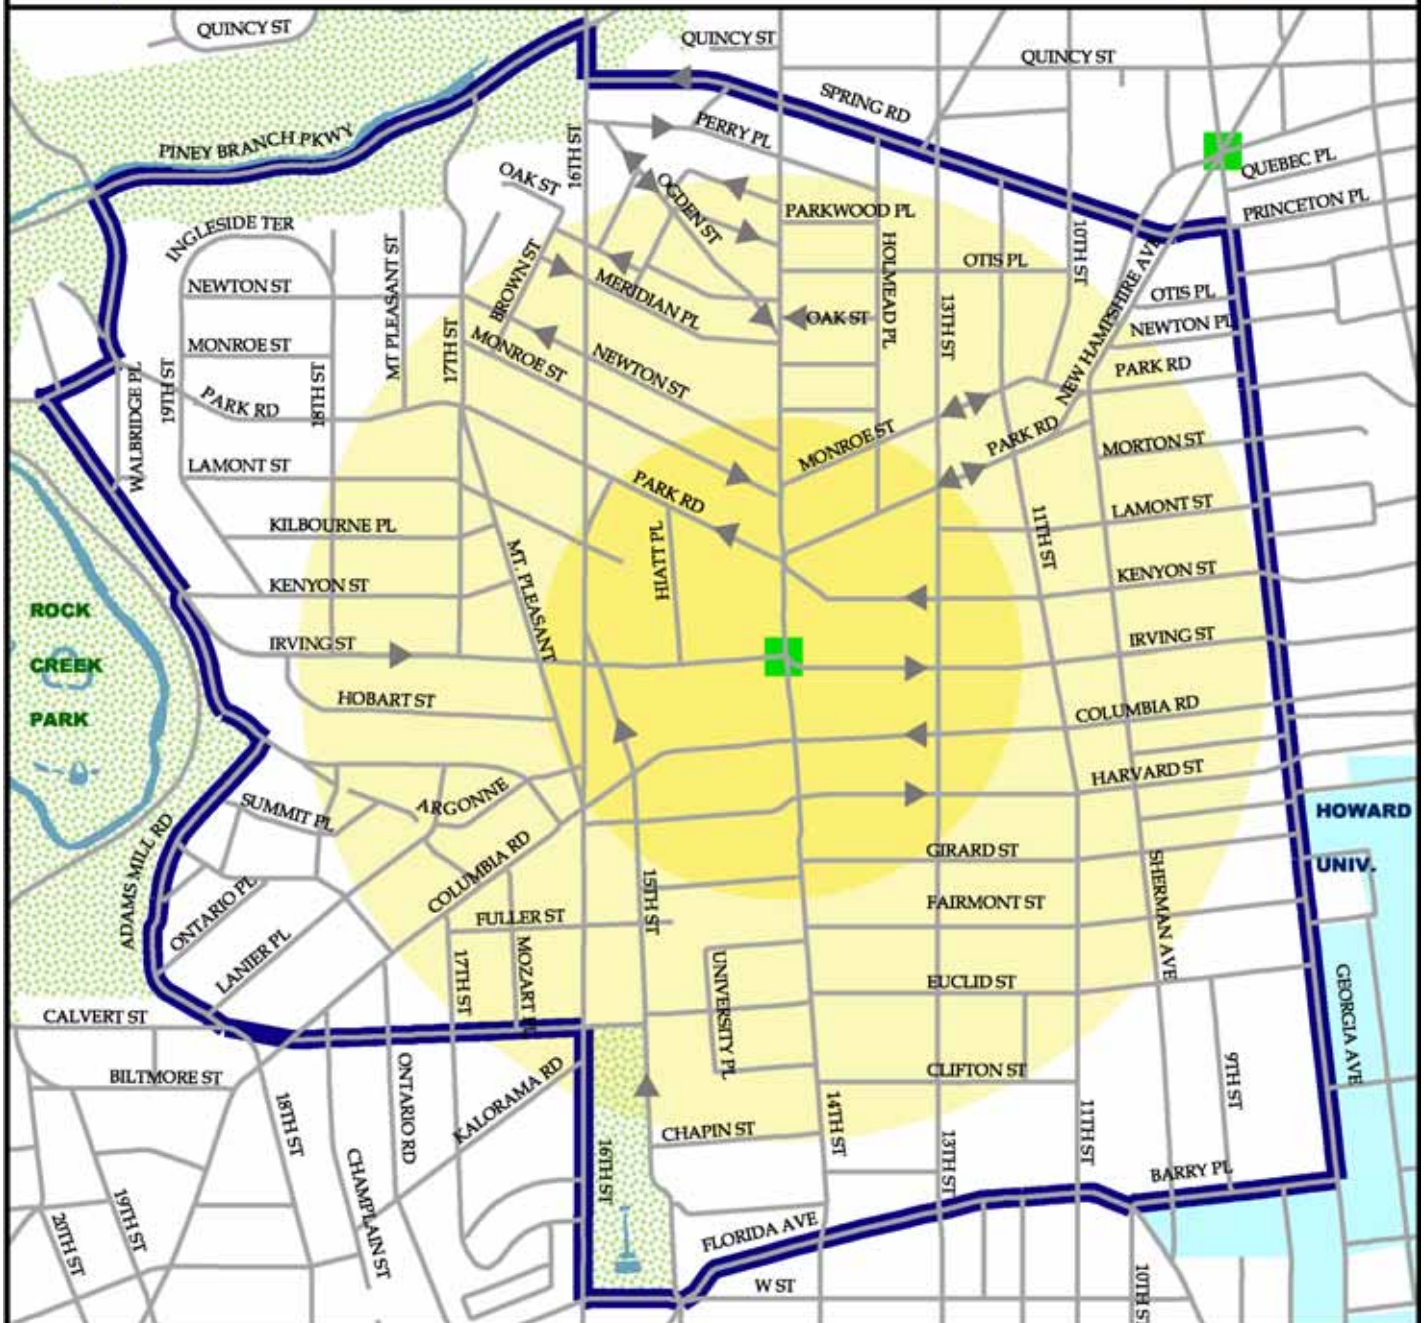 QUINCY ST
QUINCY ST
QUINCY ST
SPRING RD
PINEY BRANCH PKWY
16TH ST
PERRY PL
QUEBEC PL
OAK ST
OGDEN ST
PARKWOOD PL
PRINCETON PL
INGLESIDE TER
MT PLEASANT ST
BROWN ST
HOLMEAD PL
OTIS PL
10TH ST
NEW HAMPSHIRE AVE
NEWTON ST
MERIDIAN PL
OAK ST
13TH ST
OTIS PL
NEWTON PL
MONROE ST
17TH ST
MONROE ST
NEWTON ST
PARK RD
WALBRIDGE PL
19TH ST
PARK RD
18TH ST
MONROE ST
PARK RD
MORTON ST
LAMONT ST
PARK RD
LAMONT ST
KILBOURNE PL
HIATT PL
11TH ST
MT. PLEASANT
KENYON ST
KENYON ST
ROCK
CREEK
PARK
IRVING ST
IRVING ST
HOBART ST
COLUMBIA RD
HARVARD ST
SUMMIT PL
ARGONNE
HOWARD
UNIV.
ADAMS MILL RD
COLUMBIA RD
GIRARD ST
ONTARIO PL
15TH ST
SHERMAN AVE
FAIRMONT ST
FULLER ST
LANIER PL
17TH ST
MOZART PL
UNIVERSITY PL
EUCLID ST
GEORGIA AVE
CALVERT ST
BILTMORE ST
ONTARIO RD
KALORAMA RD
CLIFTON ST
9TH ST
18TH ST
14TH ST
11TH ST
CHAPIN ST
13TH ST
BARRY PL
16TH ST
CHAMPLAIN ST
19TH ST
20TH ST
FLORIDA AVE
W ST
10TH S